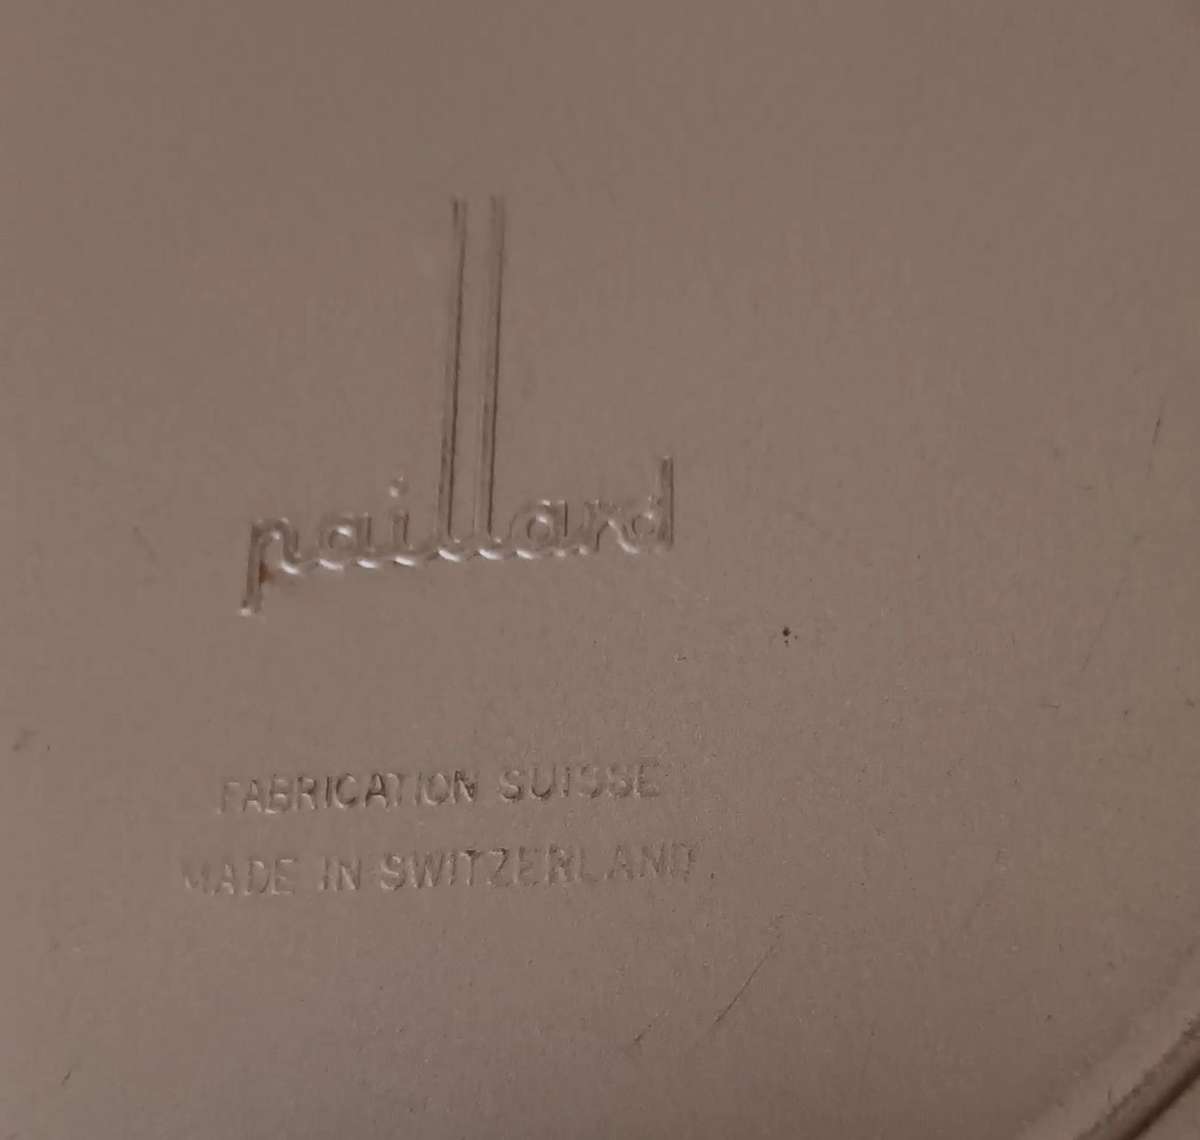 paillard
FABRICATION SUISSE
MADE IN SWITZERLAND